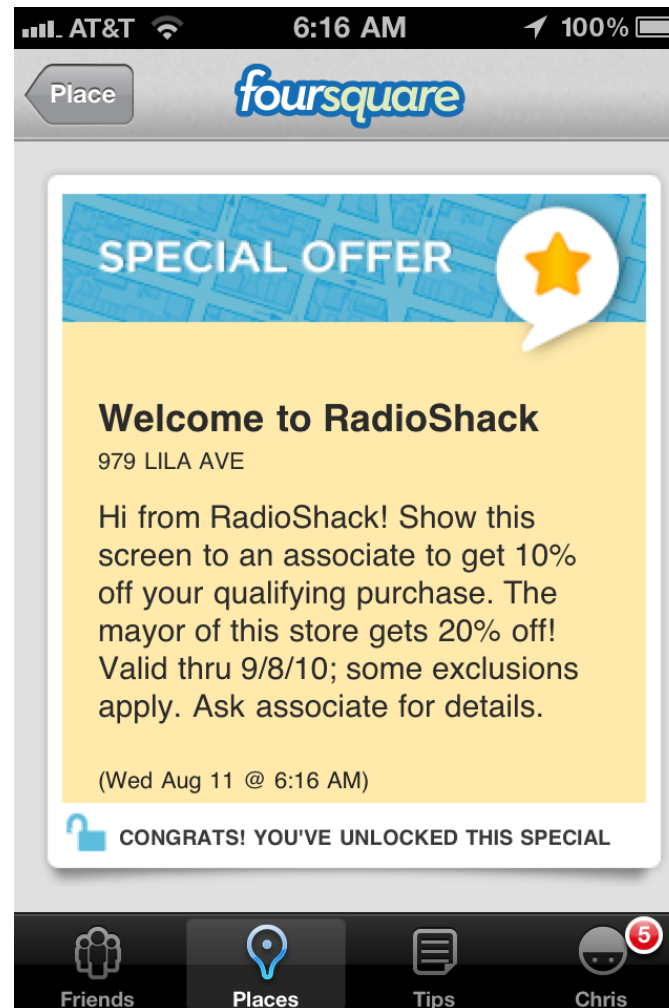 AT&T 6:16 AM 100%
Place foursquare
SPECIAL OFFER
Welcome to RadioShack
979 LILA AVE
Hi from RadioShack! Show this
screen to an associate to get 10%
off your qualifying purchase. The
mayor of this store gets 20% off!
Valid thru 9/8/10; some exclusions
apply. Ask associate for details.
(Wed Aug 11 @ 6:16 AM)
CONGRATS! YOU'VE UNLOCKED THIS SPECIAL
5
Friends Places Tips Chris